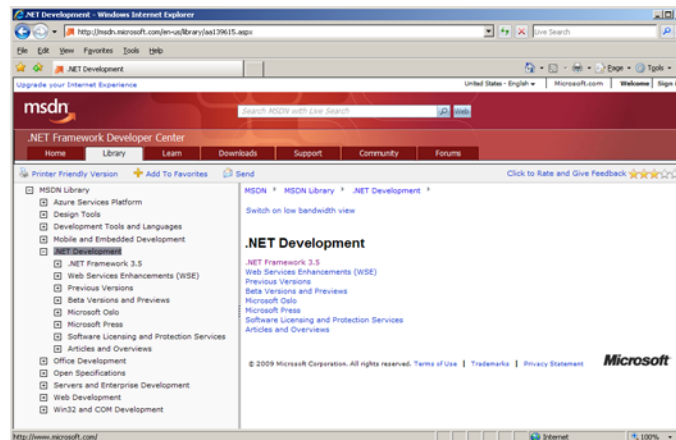 .NET Development - Windows Internet Explorer
http://msdn.microsoft.com/en-us/library/aa139615.aspx
Live Search
File Edit View Favorites Tools Help
.NET Development
Page Tools
Upgrade your Internet Experience
United States - English Microsoft.com Welcome Sign
msdn
Search MSDN with Live Search
Web
.NET Framework Developer Center
Home Library Learn Downloads Support Community Forums
Printer Friendly Version Add To Favorites Send
Click to Rate and Give Feedback
MSDN Library
Azure Services Platform
Design Tools
Development Tools and Languages
Mobile and Embedded Development
.NET Development
.NET Framework 3.5
Web Services Enhancements (WSE)
Previous Versions
Beta Versions and Previews
Microsoft Oslo
Microsoft Press
Software Licensing and Protection Services
Articles and Overviews
Office Development
Open Specifications
Servers and Enterprise Development
Web Development
Win32 and COM Development
MSDN MSDN Library .NET Development
Switch on low bandwidth view
.NET Development
.NET Framework 3.5
Web Services Enhancements (WSE)
Previous Versions
Beta Versions and Previews
Microsoft Oslo
Microsoft Press
Software Licensing and Protection Services
Articles and Overviews
© 2009 Microsoft Corporation. All rights reserved. Terms of Use | Trademarks | Privacy Statement
Microsoft
http://www.microsoft.com/
Internet
100%